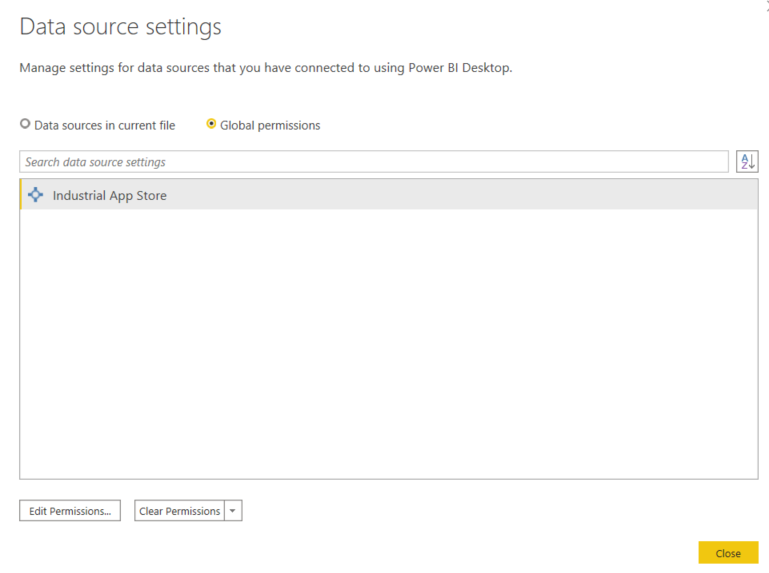 Data source settings
Manage settings for data sources that you have connected to using Power BI Desktop.
Data sources in current file Global permissions
Search data source settings
A
Z
Industrial App Store
Edit Permissions... Clear Permissions
Close